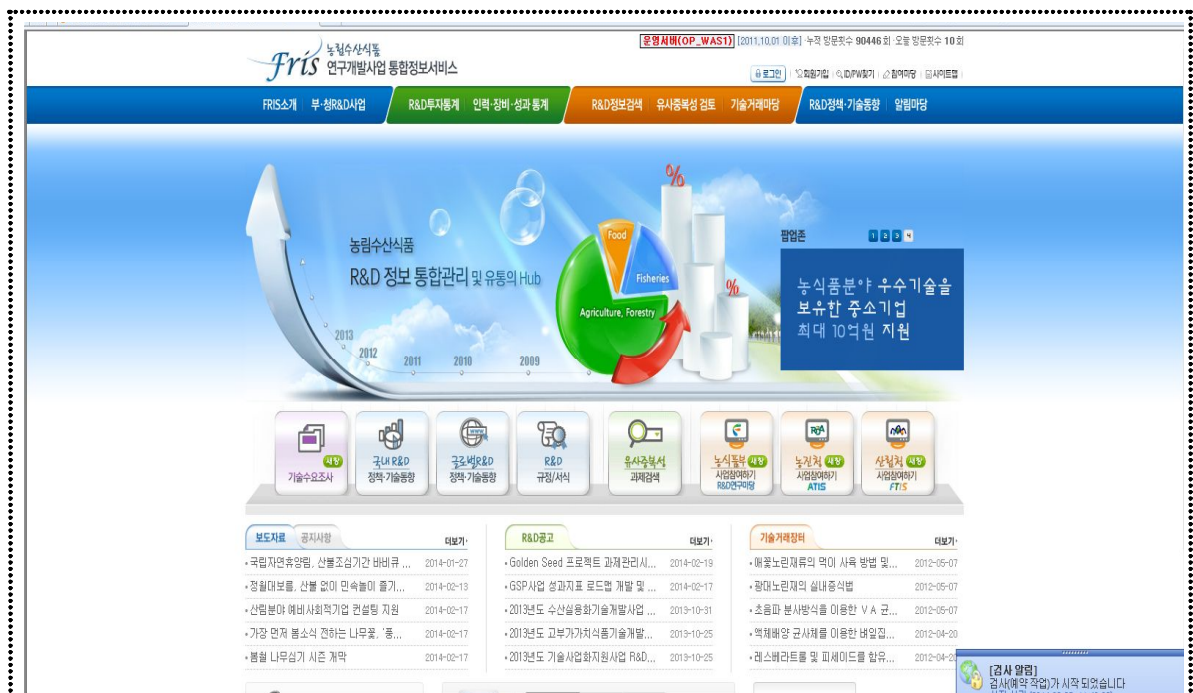 운영서버(OP_WAS1) [2011.10.01 이후] ·누적 방문횟수 90446 회 ·오늘 방문횟수 10 회
Fris 농림수산식품
연구개발사업 통합정보서비스
로그인 회원가입 ID/PW찾기 참여마당 사이트맵
FRIS소개 부·청R&D사업 R&D투자통계 인력·장비·성과 통계 R&D정보검색 유사중복성 검토 기술거래마당 R&D정책·기술동향 알림마당
농림수산식품
R&D 정보 통합관리 및 유통의 Hub
2013
2012
2011
2010
2009
Food
Fisheries
Agriculture, Forestry
%
%
팝업존 1 2 3 4
농식품분야 우수기술을
보유한 중소기업
최대 10억원 지원
새창
기술수요조사
국내 R&D
정책·기술동향
글로벌R&D
정책·기술동향
R&D
규정/서식
유사중복성
과제검색
농식품부 새창
사업참여하기
R&D연구마당
RDA
농진청 새창
사업참여하기
ATIS
산림청 새창
사업참여하기
FTIS
보도자료 공지사항 더보기
국립자연휴양림, 산불조심기간 바비큐 ... 2014-01-27
정월대보름, 산불 없이 민속놀이 즐기... 2014-02-13
산림분야 예비사회적기업 컨설팅 지원 2014-02-17
가장 먼저 봄소식 전하는 나무꽃, '풍... 2014-02-17
봄철 나무심기 시즌 개막 2014-02-17
R&D공고 더보기
Golden Seed 프로젝트 과제관리시... 2014-02-19
GSP사업 성과지표 로드맵 개발 및 ... 2014-02-17
2013년도 수산실용화기술개발사업 ... 2013-10-31
2013년도 고부가가치식품기술개발... 2013-10-25
2013년도 기술사업화지원사업 R&D... 2013-10-25
기술거래장터 더보기
애꽃노린재류의 먹이 사육 방법 및... 2012-05-07
광대노린재의 실내증식법 2012-05-07
초음파 분사방식을 이용한 V A 균... 2012-05-07
액체배양 균사체를 이용한 버잎집... 2012-04-20
레스베라트롤 및 피세이드를 함유... 2012-04-20
[검사 알림]
검사(예약 작업)가 시작 되었습니다